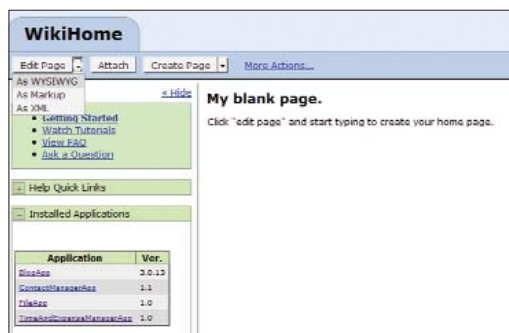 WikiHome
Edit Page Attach Create Page More Actions...
As WYSIWYG
As Markup
As XML
« Hide
Getting Started
Watch Tutorials
View FAQ
Ask a Question
Help Quick Links
Installed Applications
Application Ver.
BlogApp 3.0.13
ContactManagerApp 1.1
FileApp 1.0
TimeAndExpenseManagerApp 1.0
My blank page.
Click "edit page" and start typing to create your home page.